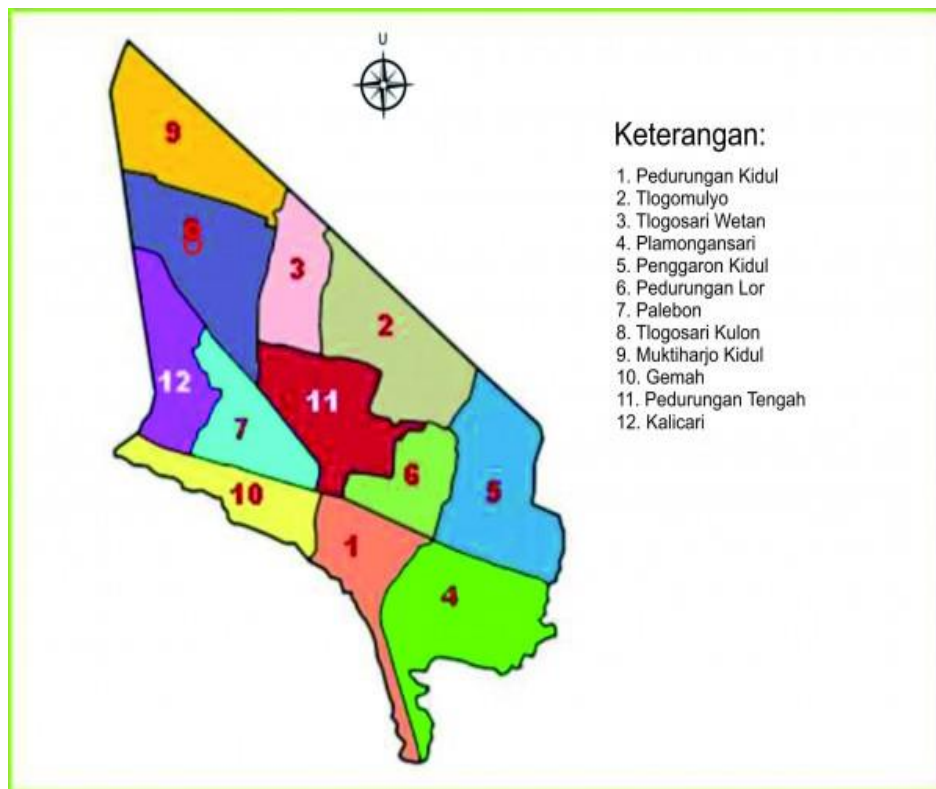 U
9
8
3
2
12
11
7
6
10
5
1
4
Keterangan:
1. Pedurungan Kidul
2. Tlogomulyo
3. Tlogosari Wetan
4. Plamongansari
5. Penggaron Kidul
6. Pedurungan Lor
7. Palebon
8. Tlogosari Kulon
9. Muktiharjo Kidul
10. Gemah
11. Pedurungan Tengah
12. Kalicari